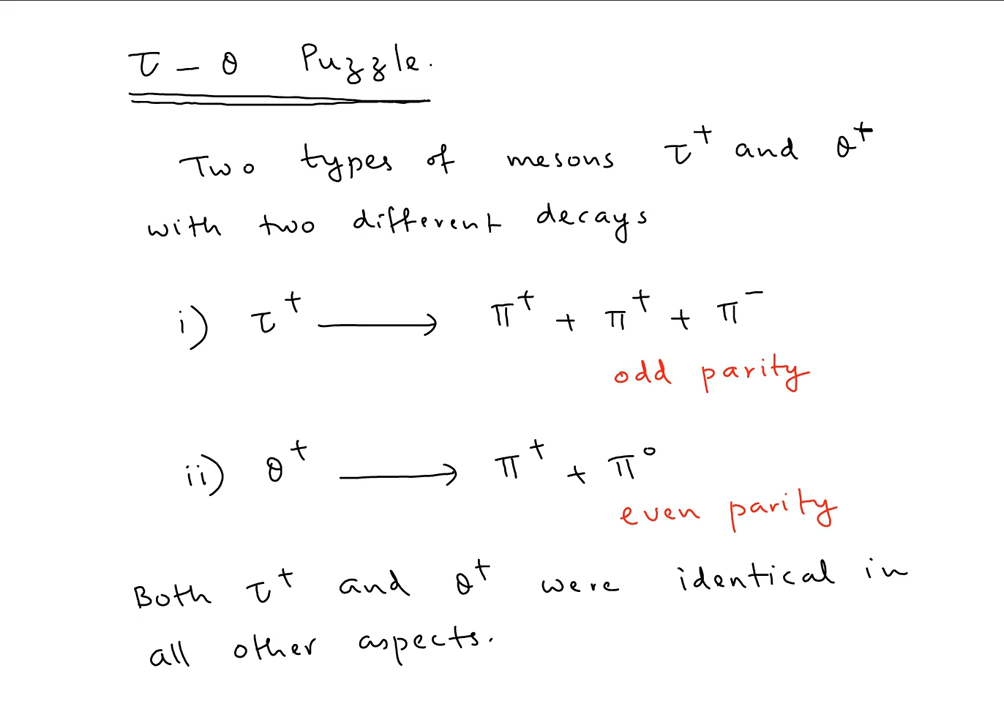 τ – θ Puzzle.
Two types of mesons τ⁺ and θ⁺
with two different decays
i) τ⁺ ⟶ π⁺ + π⁺ + π⁻
odd parity
ii) θ⁺ ⟶ π⁺ + π⁰
even parity
Both τ⁺ and θ⁺ were identical in
all other aspects.